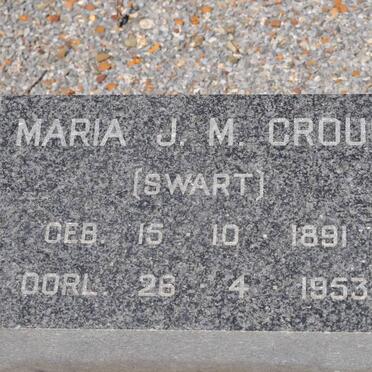 MARIA J. M. CROU
(SWART)
GEB. 15 · 10 · 1891
OORL. 26 · 4 · 1953